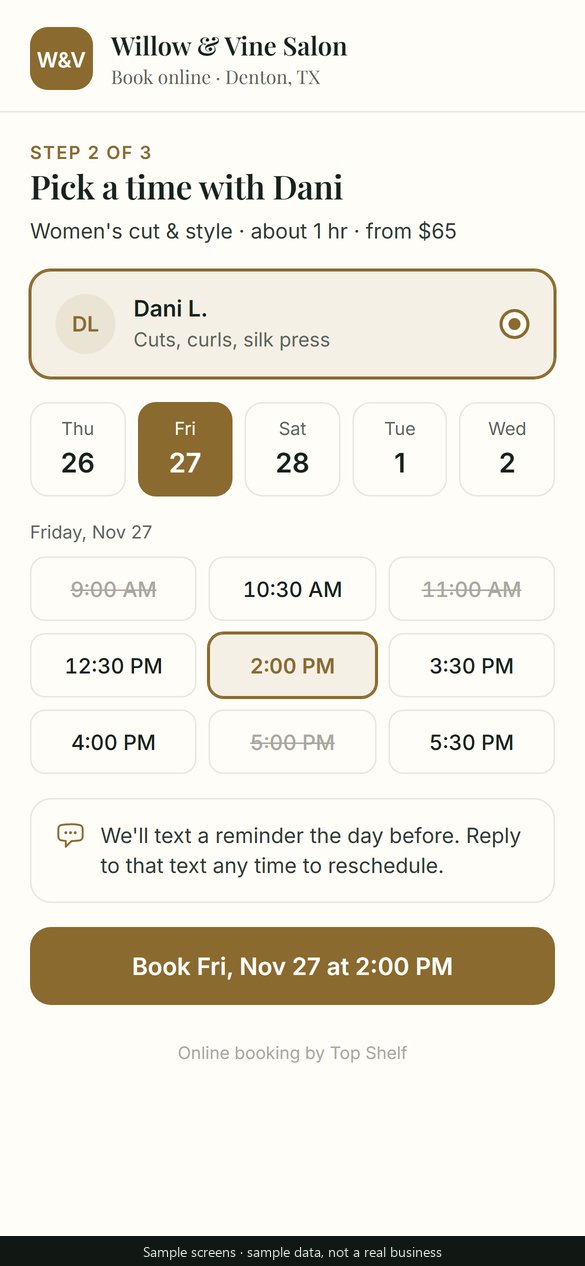 W&V
Willow & Vine Salon
Book online · Denton, TX
STEP 2 OF 3
Pick a time with Dani
Women's cut & style · about 1 hr · from $65
DL
Dani L.
Cuts, curls, silk press
Thu Fri Sat Tue Wed
26 27 28 1 2
Friday, Nov 27
9:00 AM 10:30 AM 11:00 AM
12:30 PM 2:00 PM 3:30 PM
4:00 PM 5:00 PM 5:30 PM
We'll text a reminder the day before. Reply
to that text any time to reschedule.
Book Fri, Nov 27 at 2:00 PM
Online booking by Top Shelf
Sample screens · sample data, not a real business